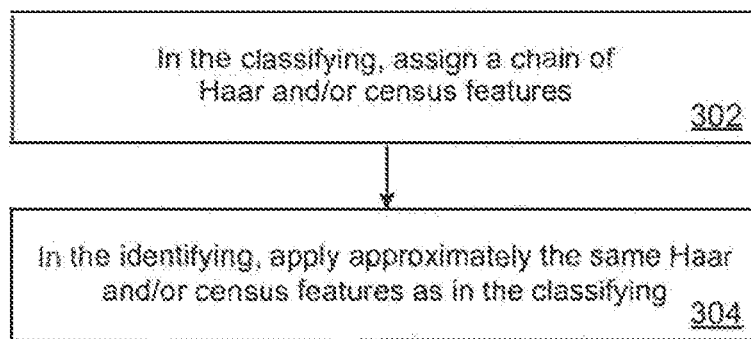 In the classifying, assign a chain of
Haar and/or census features
302
In the identifying, apply approximately the same Haar
and/or census features as in the classifying
304